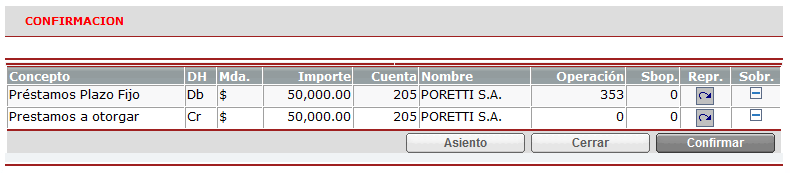 CONFIRMACION
Concepto DH Mda. Importe Cuenta Nombre Operación Sbop. Repr. Sobr.
Préstamos Plazo Fijo Db $ 50,000.00 205 PORETTI S.A. 353 0
Prestamos a otorgar Cr $ 50,000.00 205 PORETTI S.A. 0 0
Asiento Cerrar Confirmar